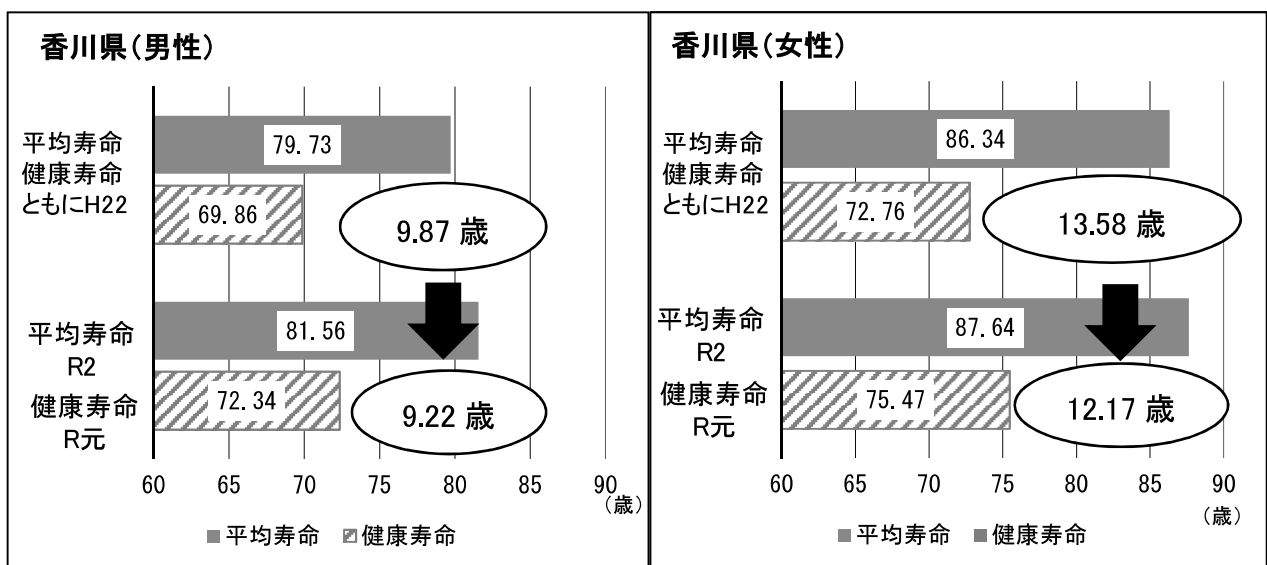 香川県（男性）
平均寿命
健康寿命
ともにH22
79.73
69.86
9.87 歳
平均寿命
R2
81.56
健康寿命
R元
72.34
9.22 歳
60 65 70 75 80 85 90
（歳）
■平均寿命 健康寿命
香川県（女性）
平均寿命
健康寿命
ともにH22
86.34
72.76
13.58 歳
平均寿命
R2
87.64
健康寿命
R元
75.47
12.17 歳
60 65 70 75 80 85 90
（歳）
■平均寿命 ■健康寿命